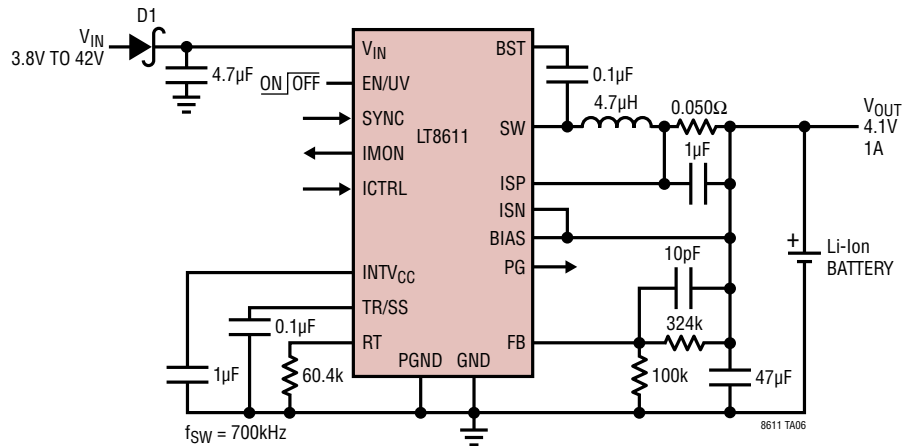 D1
VIN
3.8V TO 42V
4.7µF
ON OFF
VIN
EN/UV
SYNC
IMON
ICTRL
INTVCC
TR/SS
RT
PGND
GND
LT8611
BST
SW
ISP
ISN
BIAS
PG
FB
0.1µF
4.7µH
0.050Ω
1µF
VOUT
4.1V
1A
+
Li-Ion
BATTERY
10pF
324k
100k
47µF
0.1µF
1µF
60.4k
fSW = 700kHz
8611 TA06